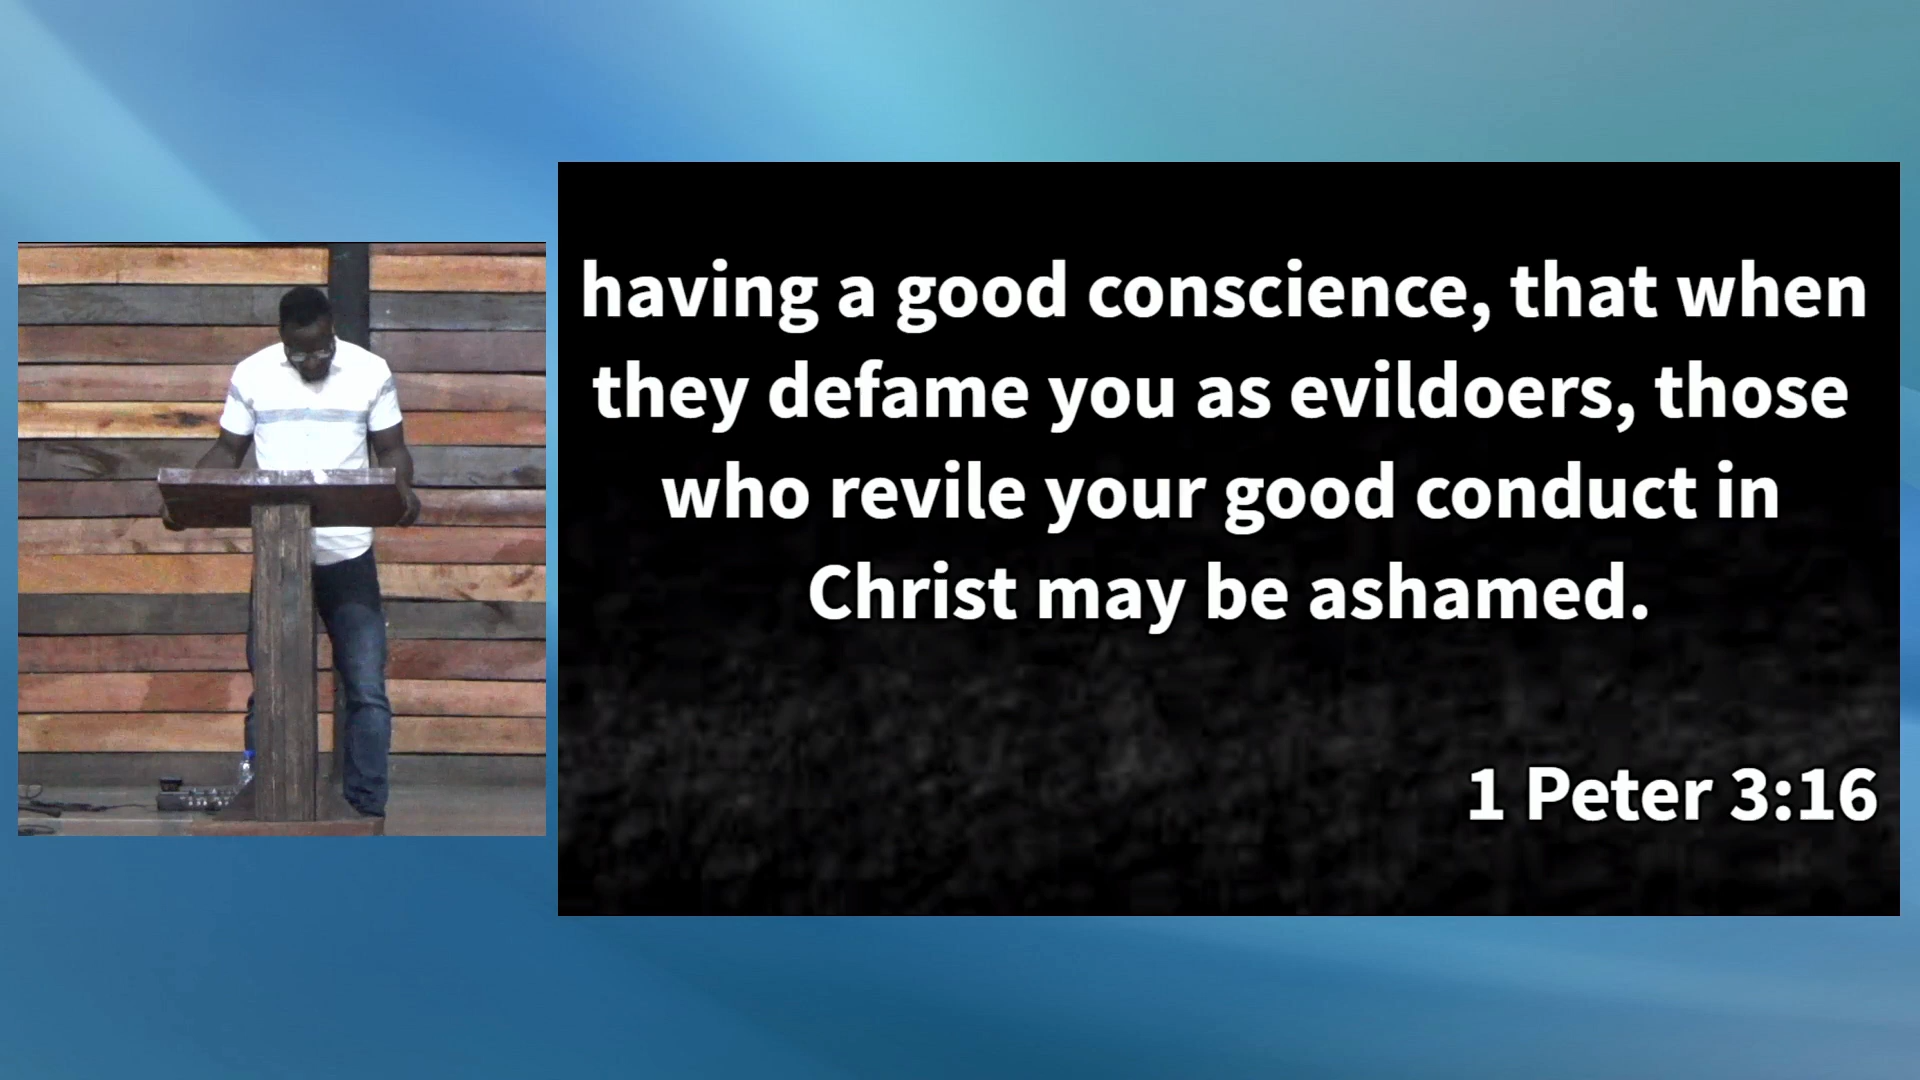 having a good conscience, that when
they defame you as evildoers, those
who revile your good conduct in
Christ may be ashamed.
1 Peter 3:16